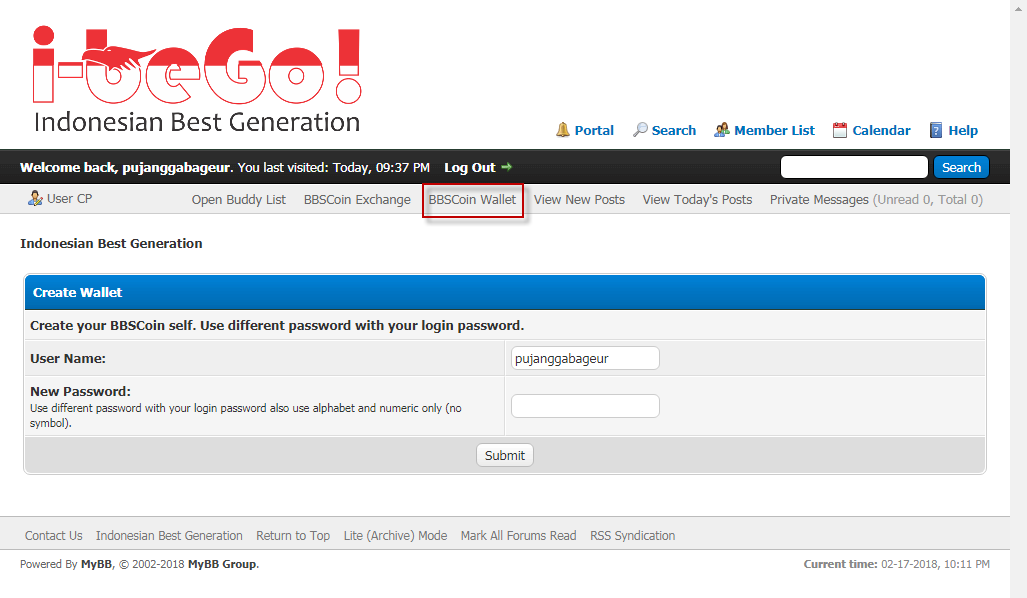 i-beGo!
Indonesian Best Generation
Portal Search Member List Calendar Help
Welcome back, pujanggabageur. You last visited: Today, 09:37 PM Log Out Search
User CP Open Buddy List BBSCoin Exchange BBSCoin Wallet View New Posts View Today's Posts Private Messages (Unread 0, Total 0)
Indonesian Best Generation
Create Wallet
Create your BBSCoin self. Use different password with your login password.
User Name: pujanggabageur
New Password:
Use different password with your login password also use alphabet and numeric only (no
symbol).
Submit
Contact Us Indonesian Best Generation Return to Top Lite (Archive) Mode Mark All Forums Read RSS Syndication
Powered By MyBB, © 2002-2018 MyBB Group. Current time: 02-17-2018, 10:11 PM